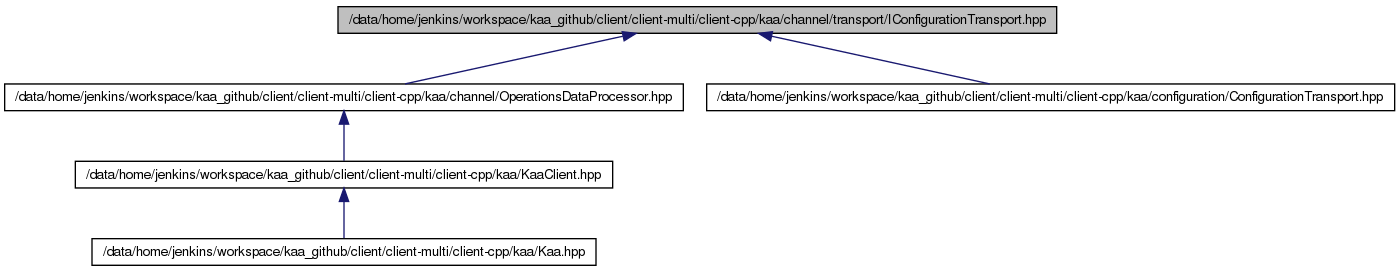 /data/home/jenkins/workspace/kaa_github/client/client-multi/client-cpp/kaa/channel/transport/IConfigurationTransport.hpp
/data/home/jenkins/workspace/kaa_github/client/client-multi/client-cpp/kaa/channel/OperationsDataProcessor.hpp
/data/home/jenkins/workspace/kaa_github/client/client-multi/client-cpp/kaa/configuration/ConfigurationTransport.hpp
/data/home/jenkins/workspace/kaa_github/client/client-multi/client-cpp/kaa/KaaClient.hpp
/data/home/jenkins/workspace/kaa_github/client/client-multi/client-cpp/kaa/Kaa.hpp